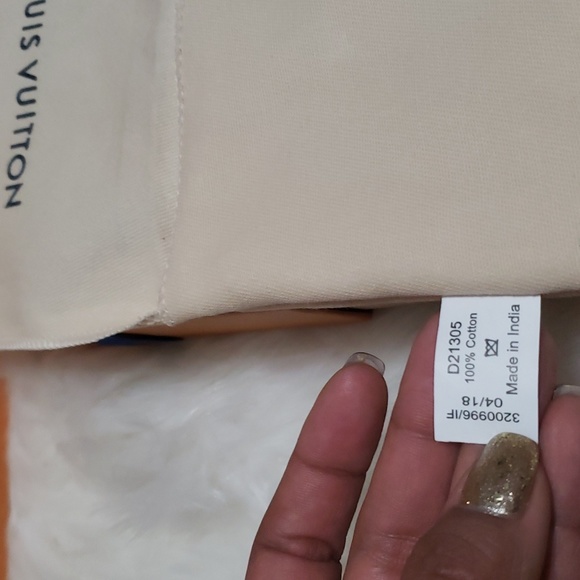 UIS VUITTON
D21305
100% Cotton
Made in India
3200996/IF
04/18